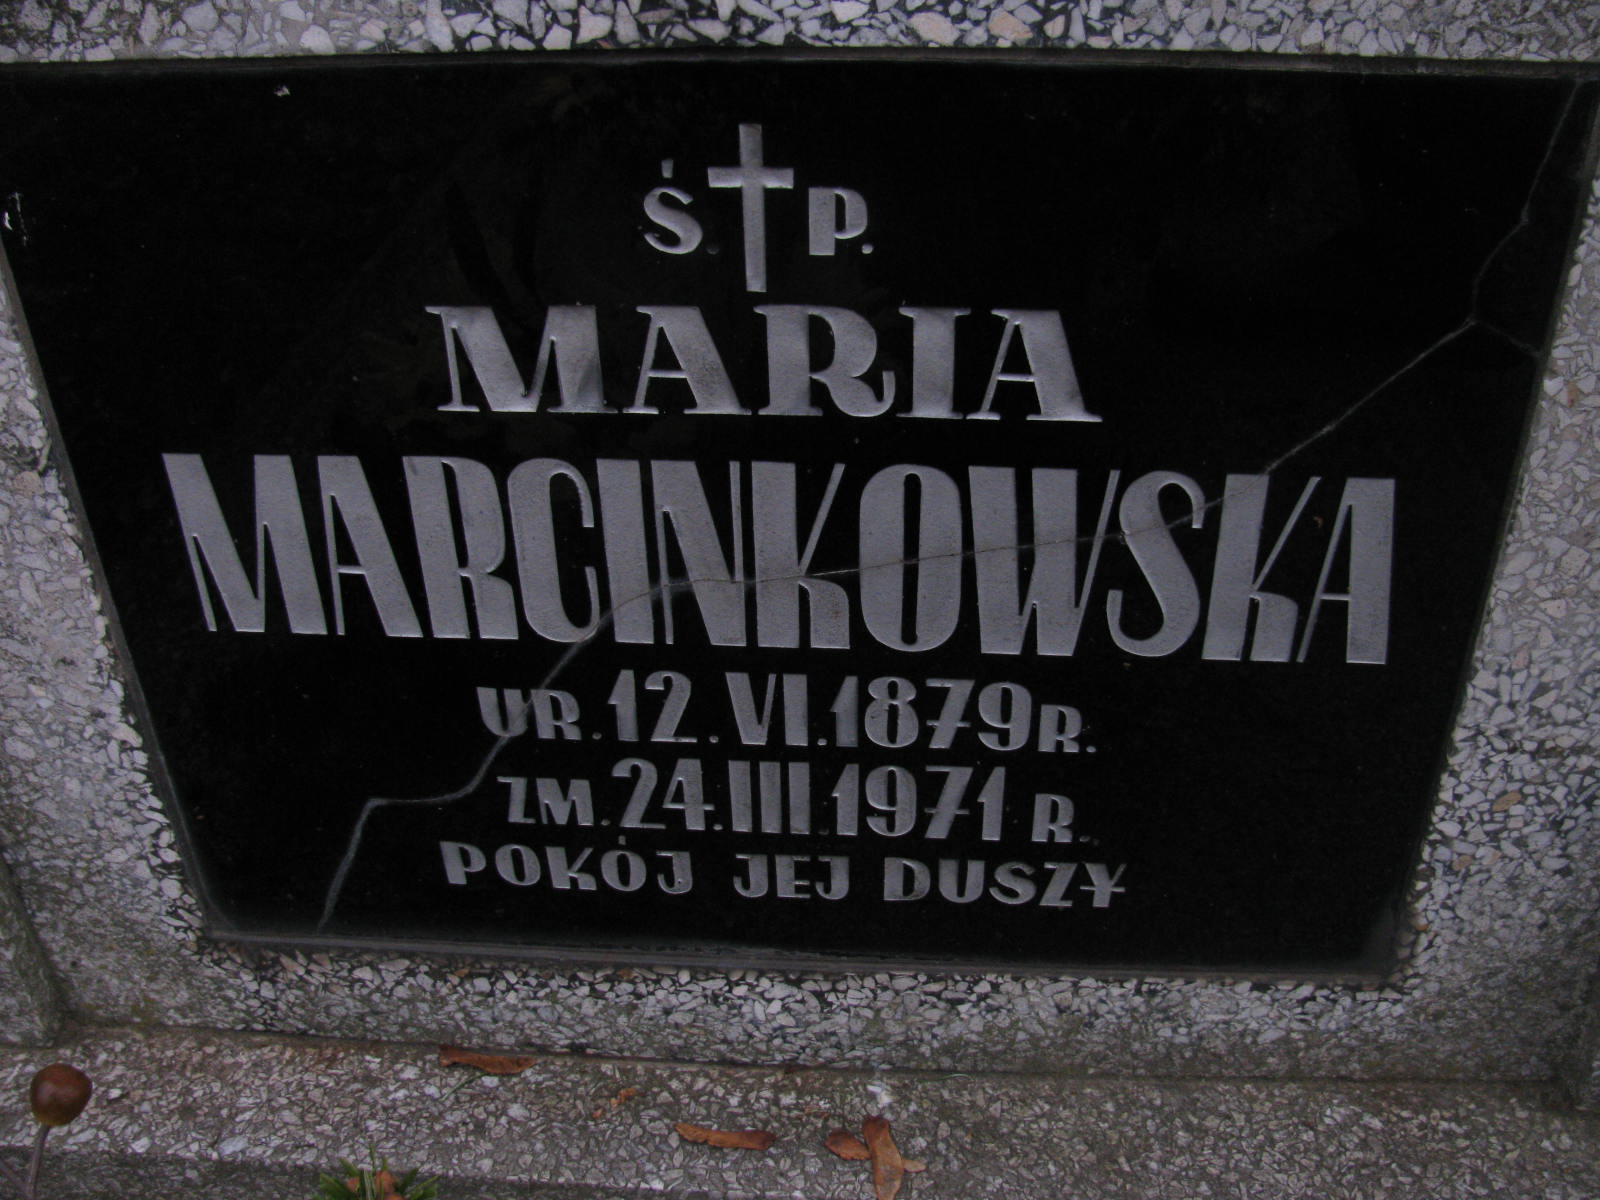 Ś. P.
MARIA
MARCINKOWSKA
UR. 12. VI. 1879 R.
ZM. 24. III. 1971 R.
POKÓJ JEJ DUSZY